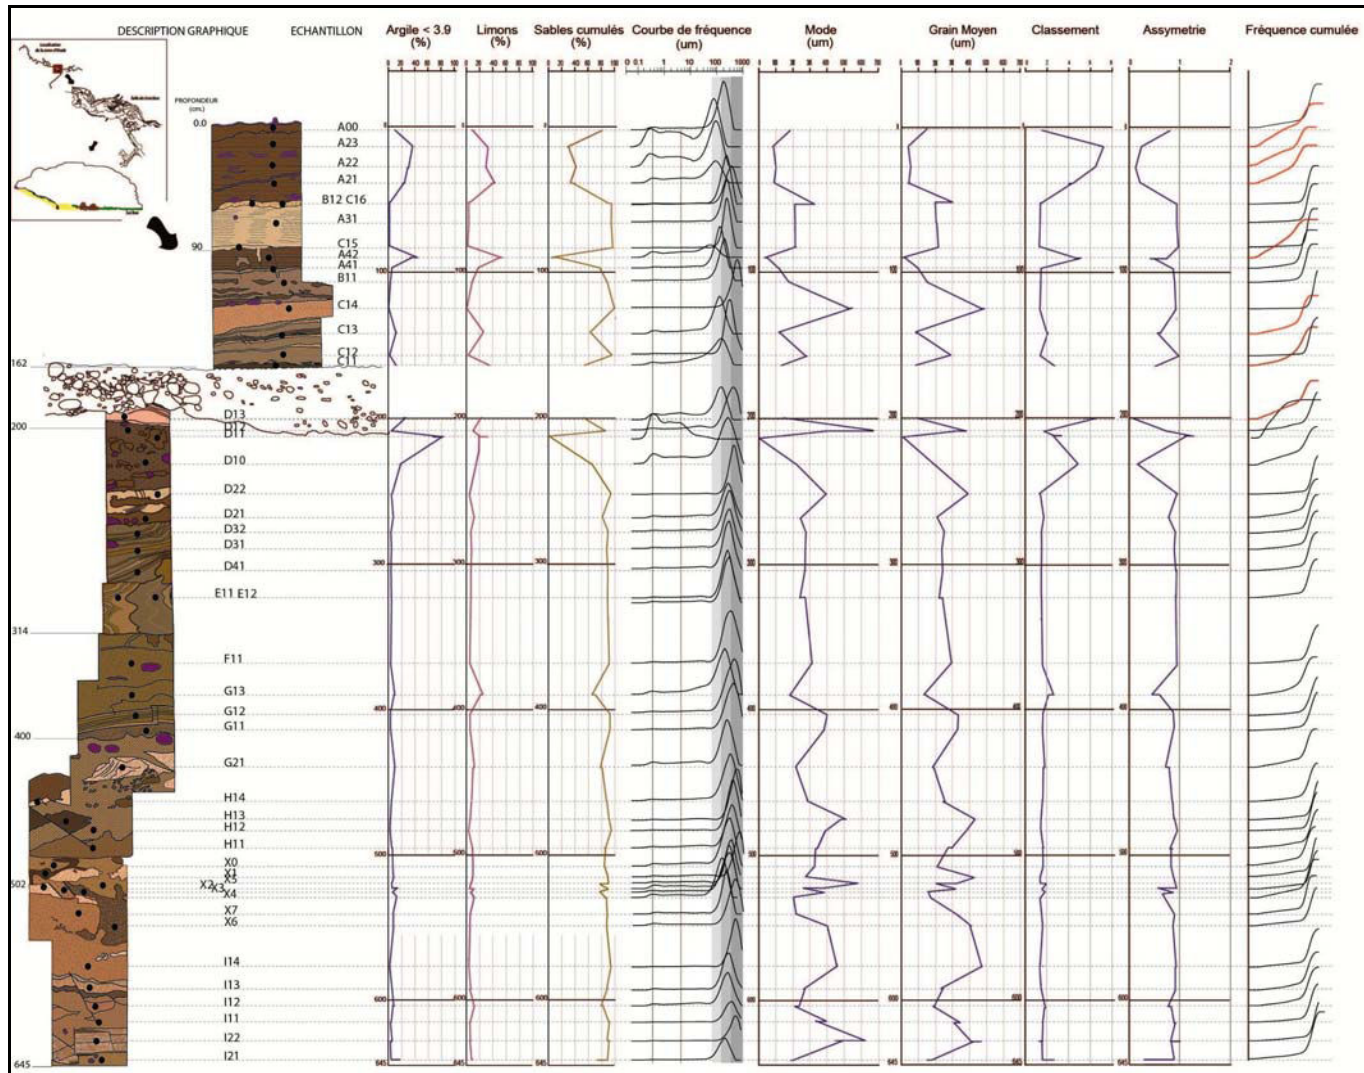 DESCRIPTION GRAPHIQUE
ECHANTILLON
Argile < 3.9 (%)
Limons (%)
Sables cumulés (%)
Courbe de fréquence (um)
Mode (um)
Grain Moyen (um)
Classement
Assymetrie
Fréquence cumulée
PROFONDEUR (cm.)
0.0
A00
A23
A22
A21
B12 C16
A31
C15
90
A42
A41
B11
C14
C13
C12
162
C11
D13
D12
200
D11
D10
D22
D21
D32
D31
D41
E11 E12
314
F11
G13
G12
G11
400
G21
H14
H13
H12
H11
X0
X1
X5
502
X2
X3
X4
X7
X6
I14
I13
I12
I11
I22
I21
645